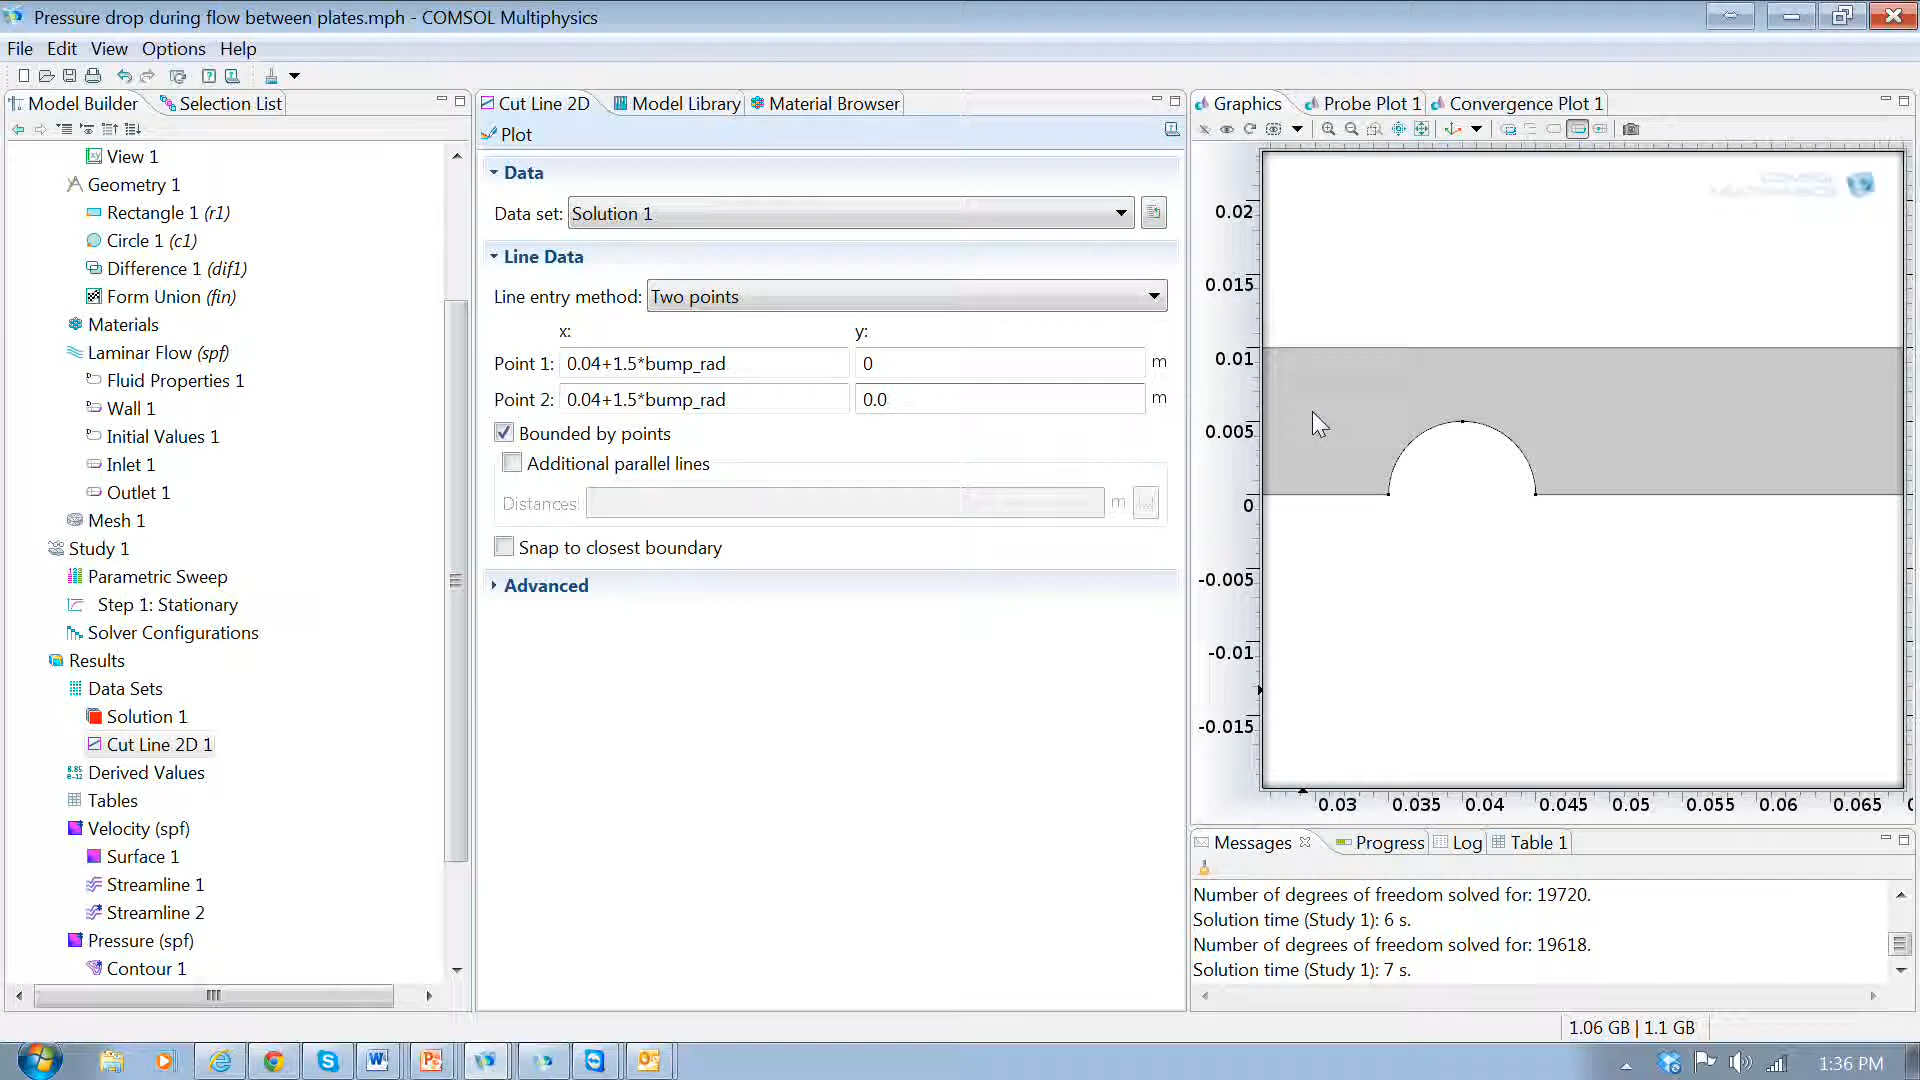 Pressure drop during flow between plates.mph - COMSOL Multiphysics
File Edit View Options Help
Model Builder Selection List
View 1
Geometry 1
Rectangle 1 (r1)
Circle 1 (c1)
Difference 1 (dif1)
Form Union (fin)
Materials
Laminar Flow (spf)
Fluid Properties 1
Wall 1
Initial Values 1
Inlet 1
Outlet 1
Mesh 1
Study 1
Parametric Sweep
Step 1: Stationary
Solver Configurations
Results
Data Sets
Solution 1
Cut Line 2D 1
Derived Values
Tables
Velocity (spf)
Surface 1
Streamline 1
Streamline 2
Pressure (spf)
Contour 1
Cut Line 2D Model Library Material Browser
Plot
Data
Data set: Solution 1
Line Data
Line entry method: Two points
x: y:
Point 1: 0.04+1.5*bump_rad 0 m
Point 2: 0.04+1.5*bump_rad 0.0 m
Bounded by points
Additional parallel lines
Distances: m
Snap to closest boundary
Advanced
Graphics Probe Plot 1 Convergence Plot 1
COMSOL
MULTIPHYSICS
0.02
0.015
0.01
0.005
0
-0.005
-0.01
-0.015
0.03 0.035 0.04 0.045 0.05 0.055 0.06 0.065
Messages Progress Log Table 1
Number of degrees of freedom solved for: 19720.
Solution time (Study 1): 6 s.
Number of degrees of freedom solved for: 19618.
Solution time (Study 1): 7 s.
1.06 GB | 1.1 GB
1:36 PM